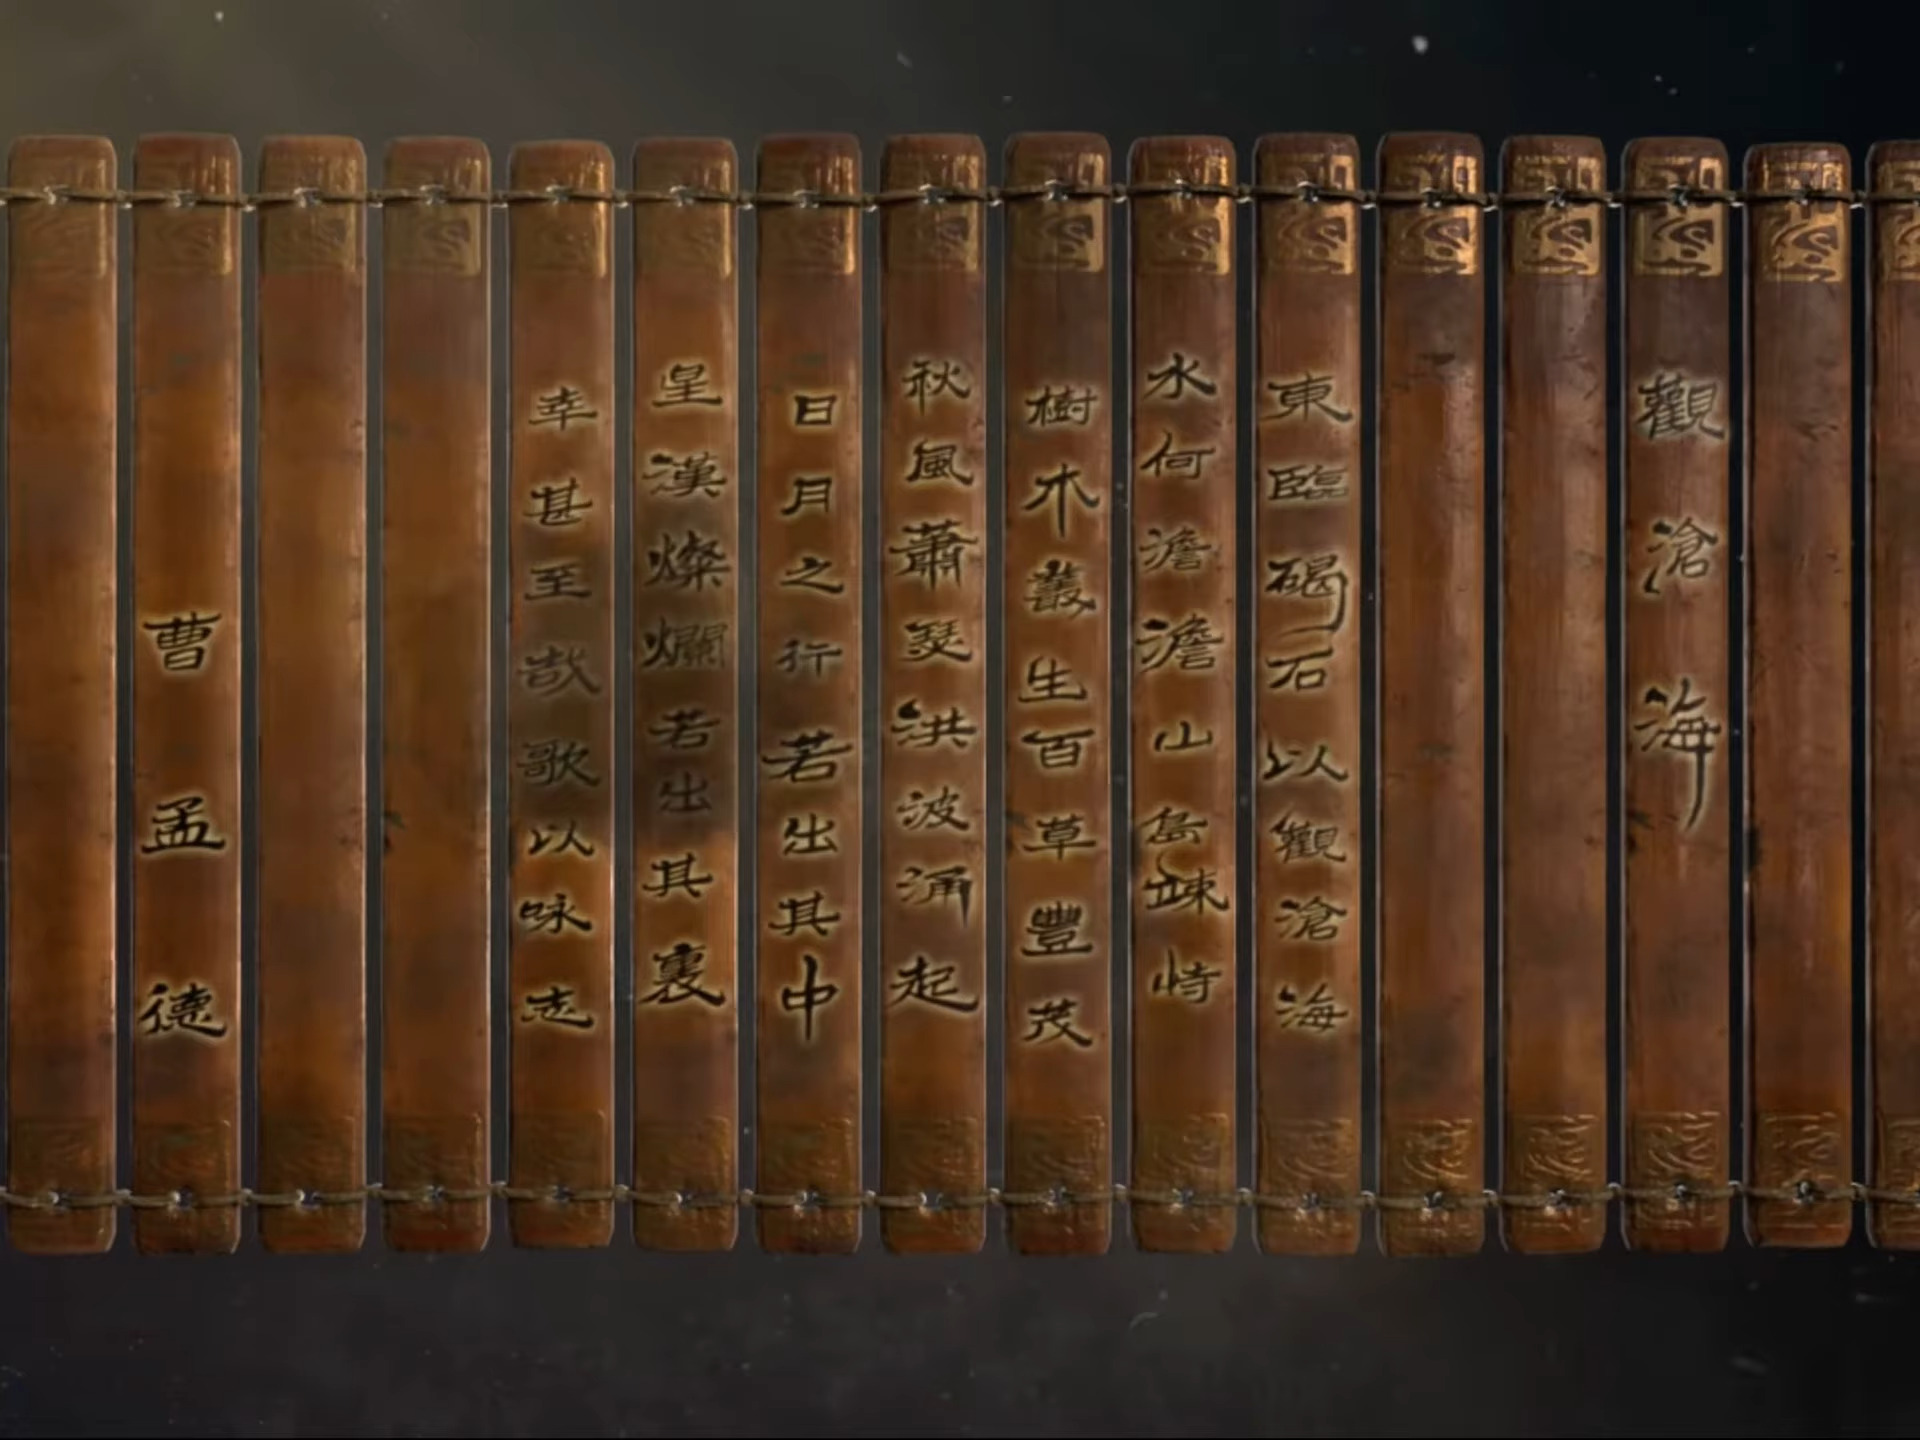 觀滄海
東臨碣石以觀滄海
水何澹澹山島竦峙
樹木叢生百草豐茂
秋風蕭瑟洪波涌起
日月之行若出其中
星漢燦爛若出其裏
幸甚至哉歌以咏志
曹孟德